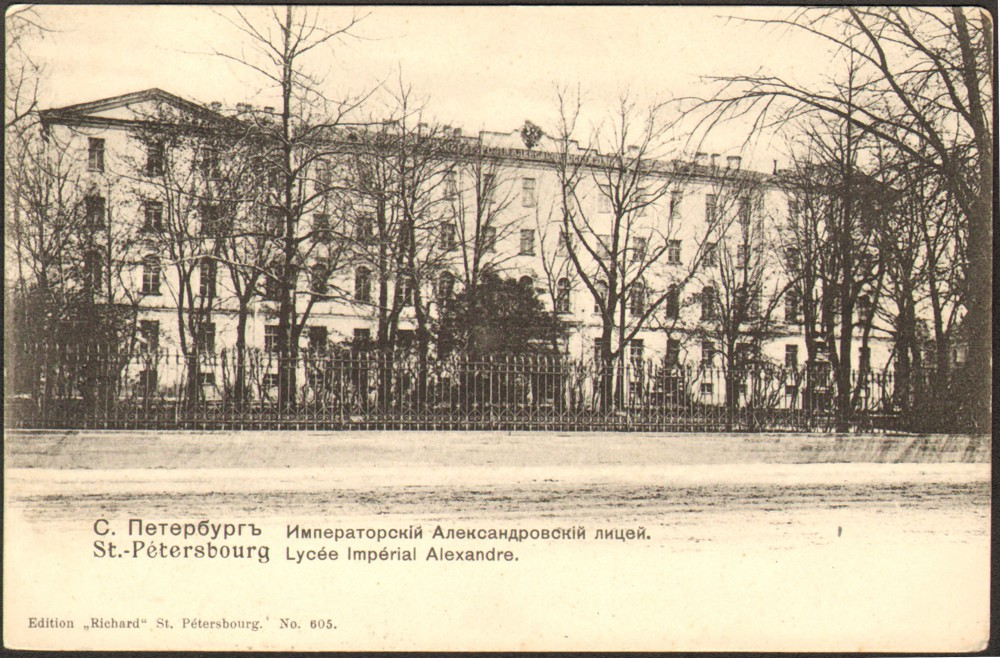 С. Петербургъ Императорскій Александровскій лицей.
St.-Pétersbourg Lycée Impérial Alexandre.
Edition „Richard“ St. Pétersbourg. No. 605.